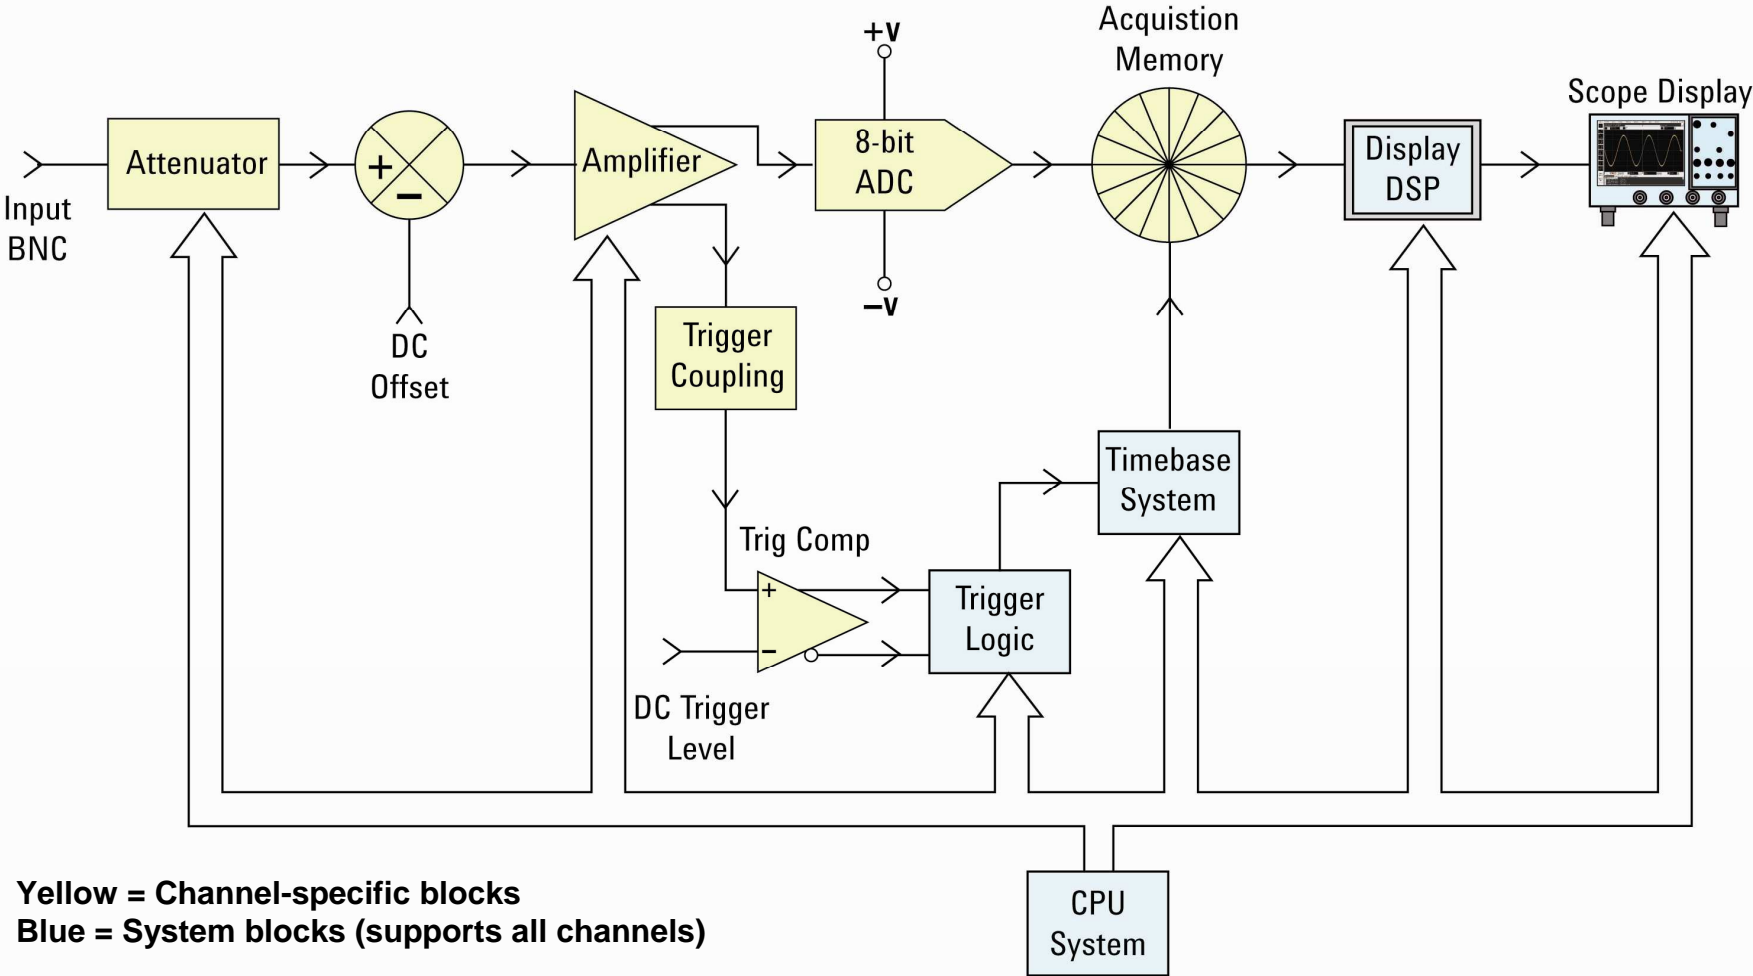 Acquistion
Memory
+V
Scope Display
Input
BNC
Attenuator
+
−
DC
Offset
Amplifier
8-bit
ADC
−V
Display
DSP
Trigger
Coupling
Timebase
System
Trig Comp
+
−
DC Trigger
Level
Trigger
Logic
CPU
System
Yellow = Channel-specific blocks
Blue = System blocks (supports all channels)